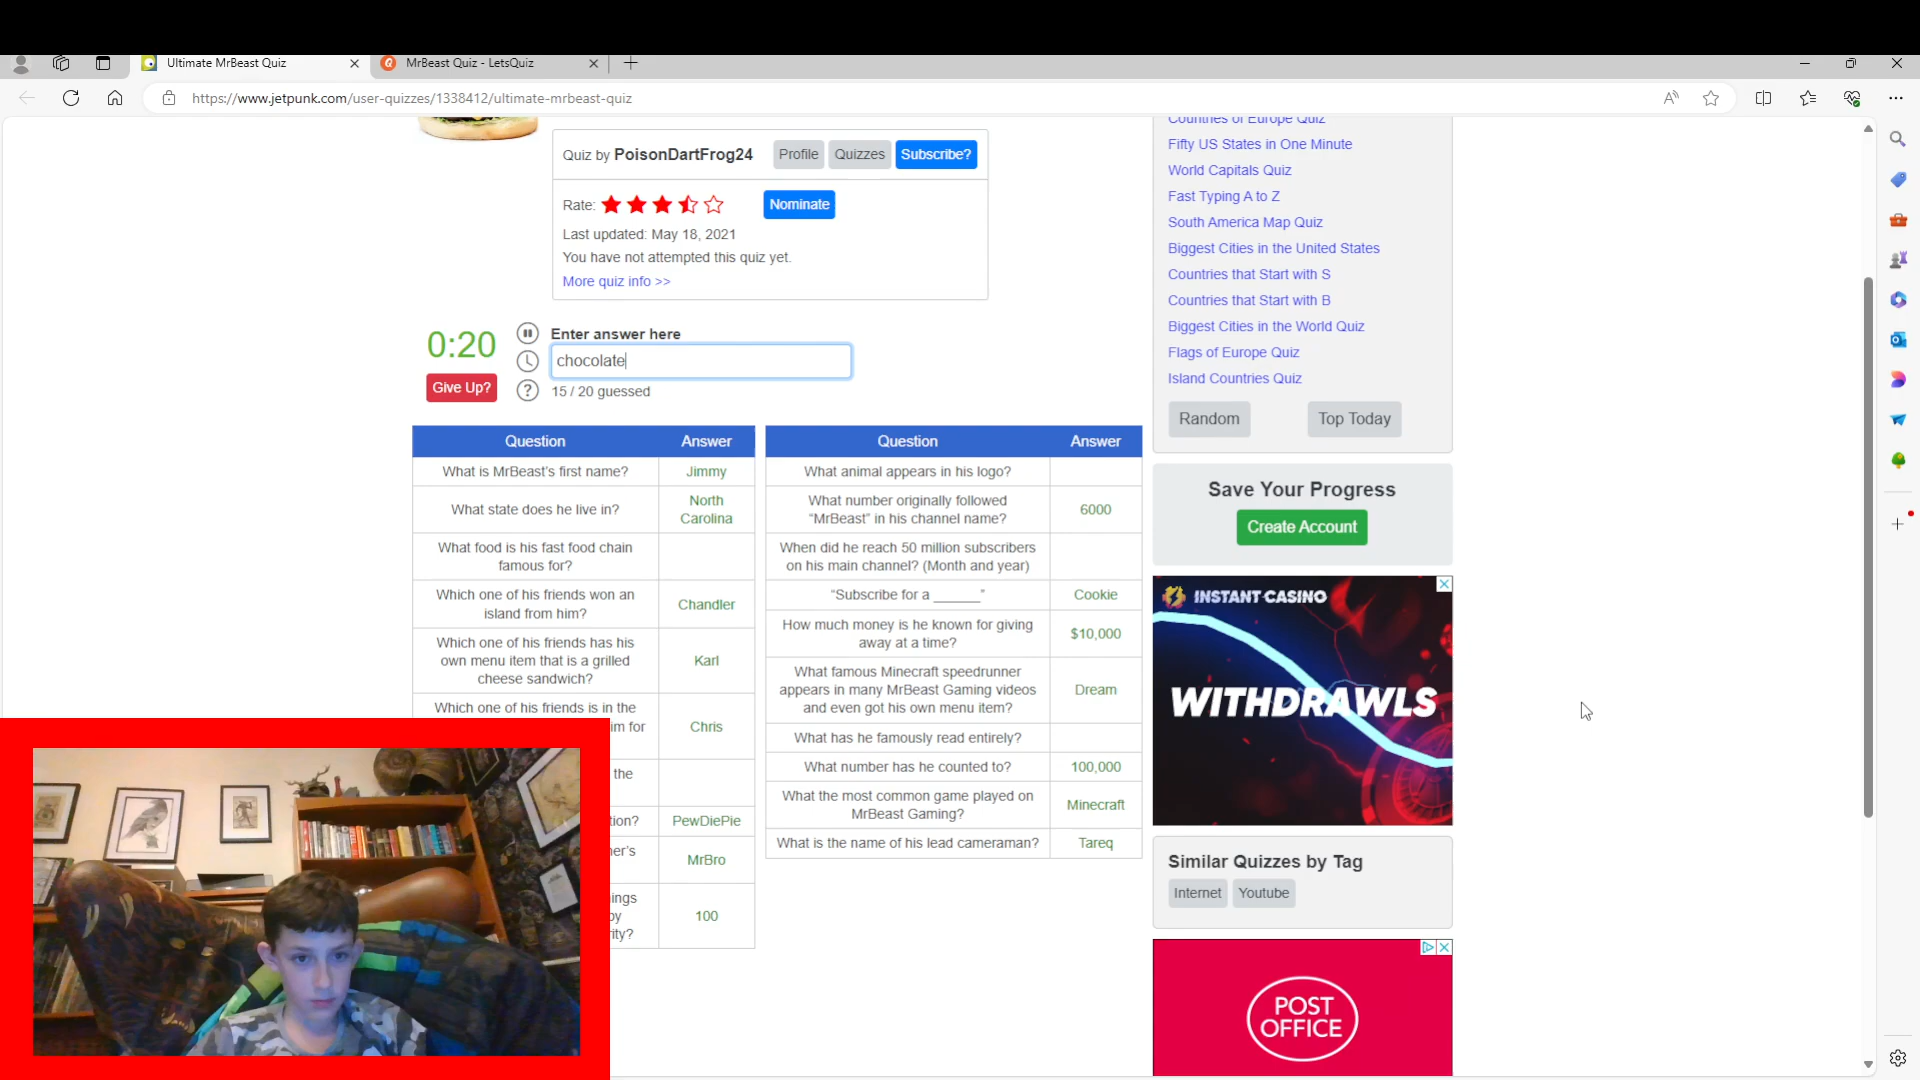 Ultimate MrBeast Quiz
MrBeast Quiz - LetsQuiz
https://www.jetpunk.com/user-quizzes/1338412/ultimate-mrbeast-quiz
Quiz by PoisonDartFrog24
Profile
Quizzes
Subscribe?
Rate:
Nominate
Last updated: May 18, 2021
You have not attempted this quiz yet.
More quiz info >>
0:20
Give Up?
Enter answer here
chocolate
15 / 20 guessed
Question Answer
What is MrBeast's first name? Jimmy
What state does he live in? North Carolina
What food is his fast food chain
famous for?
Which one of his friends won an
island from him? Chandler
Which one of his friends has his
own menu item that is a grilled
cheese sandwich? Karl
Which one of his friends is in the
im for
Chris
the
tion? PewDiePie
her's
MrBro
ings
by
ity?
100
Question Answer
What animal appears in his logo?
What number originally followed
"MrBeast" in his channel name? 6000
When did he reach 50 million subscribers
on his main channel? (Month and year)
"Subscribe for a ______" Cookie
How much money is he known for giving
away at a time? $10,000
What famous Minecraft speedrunner
appears in many MrBeast Gaming videos
and even got his own menu item? Dream
What has he famously read entirely?
What number has he counted to? 100,000
What the most common game played on
MrBeast Gaming? Minecraft
What is the name of his lead cameraman? Tareq
Countries of Europe Quiz
Fifty US States in One Minute
World Capitals Quiz
Fast Typing A to Z
South America Map Quiz
Biggest Cities in the United States
Countries that Start with S
Countries that Start with B
Biggest Cities in the World Quiz
Flags of Europe Quiz
Island Countries Quiz
Random
Top Today
Save Your Progress
Create Account
INSTANT CASINO
WITHDRAWLS
Similar Quizzes by Tag
Internet
Youtube
POST
OFFICE